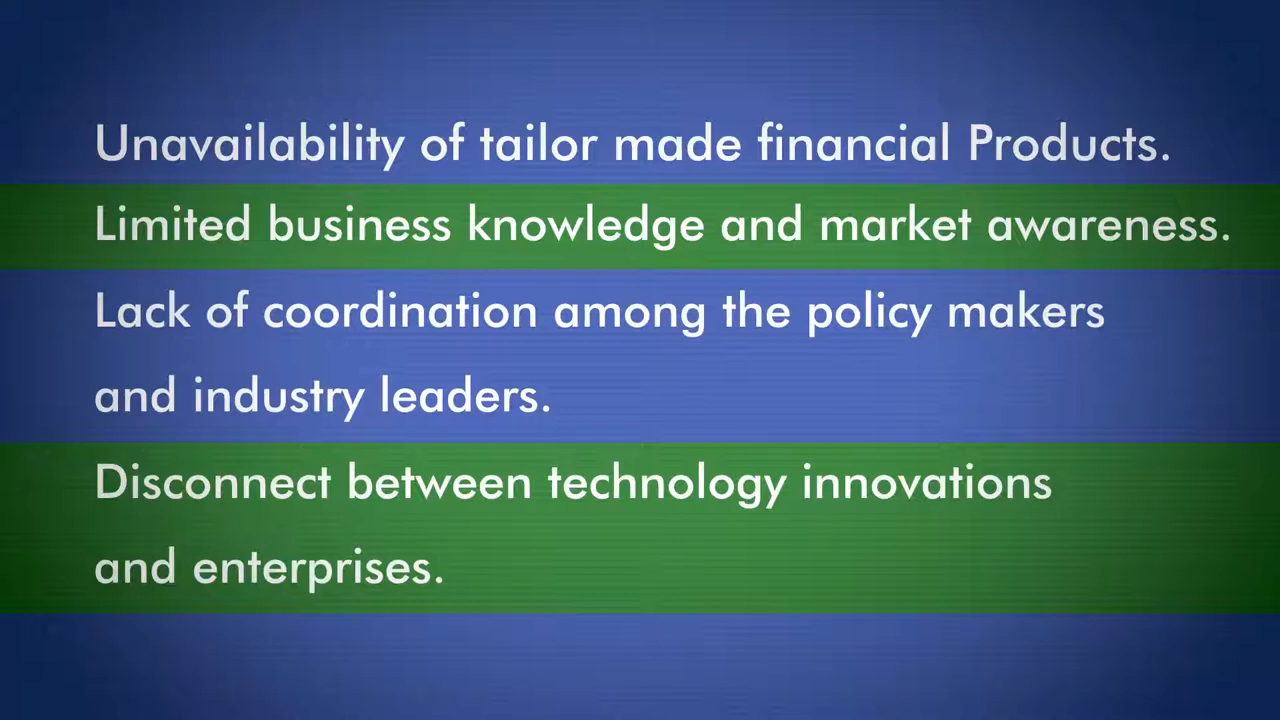 Unavailability of tailor made financial Products.
Limited business knowledge and market awareness.
Lack of coordination among the policy makers
and industry leaders.
Disconnect between technology innovations
and enterprises.